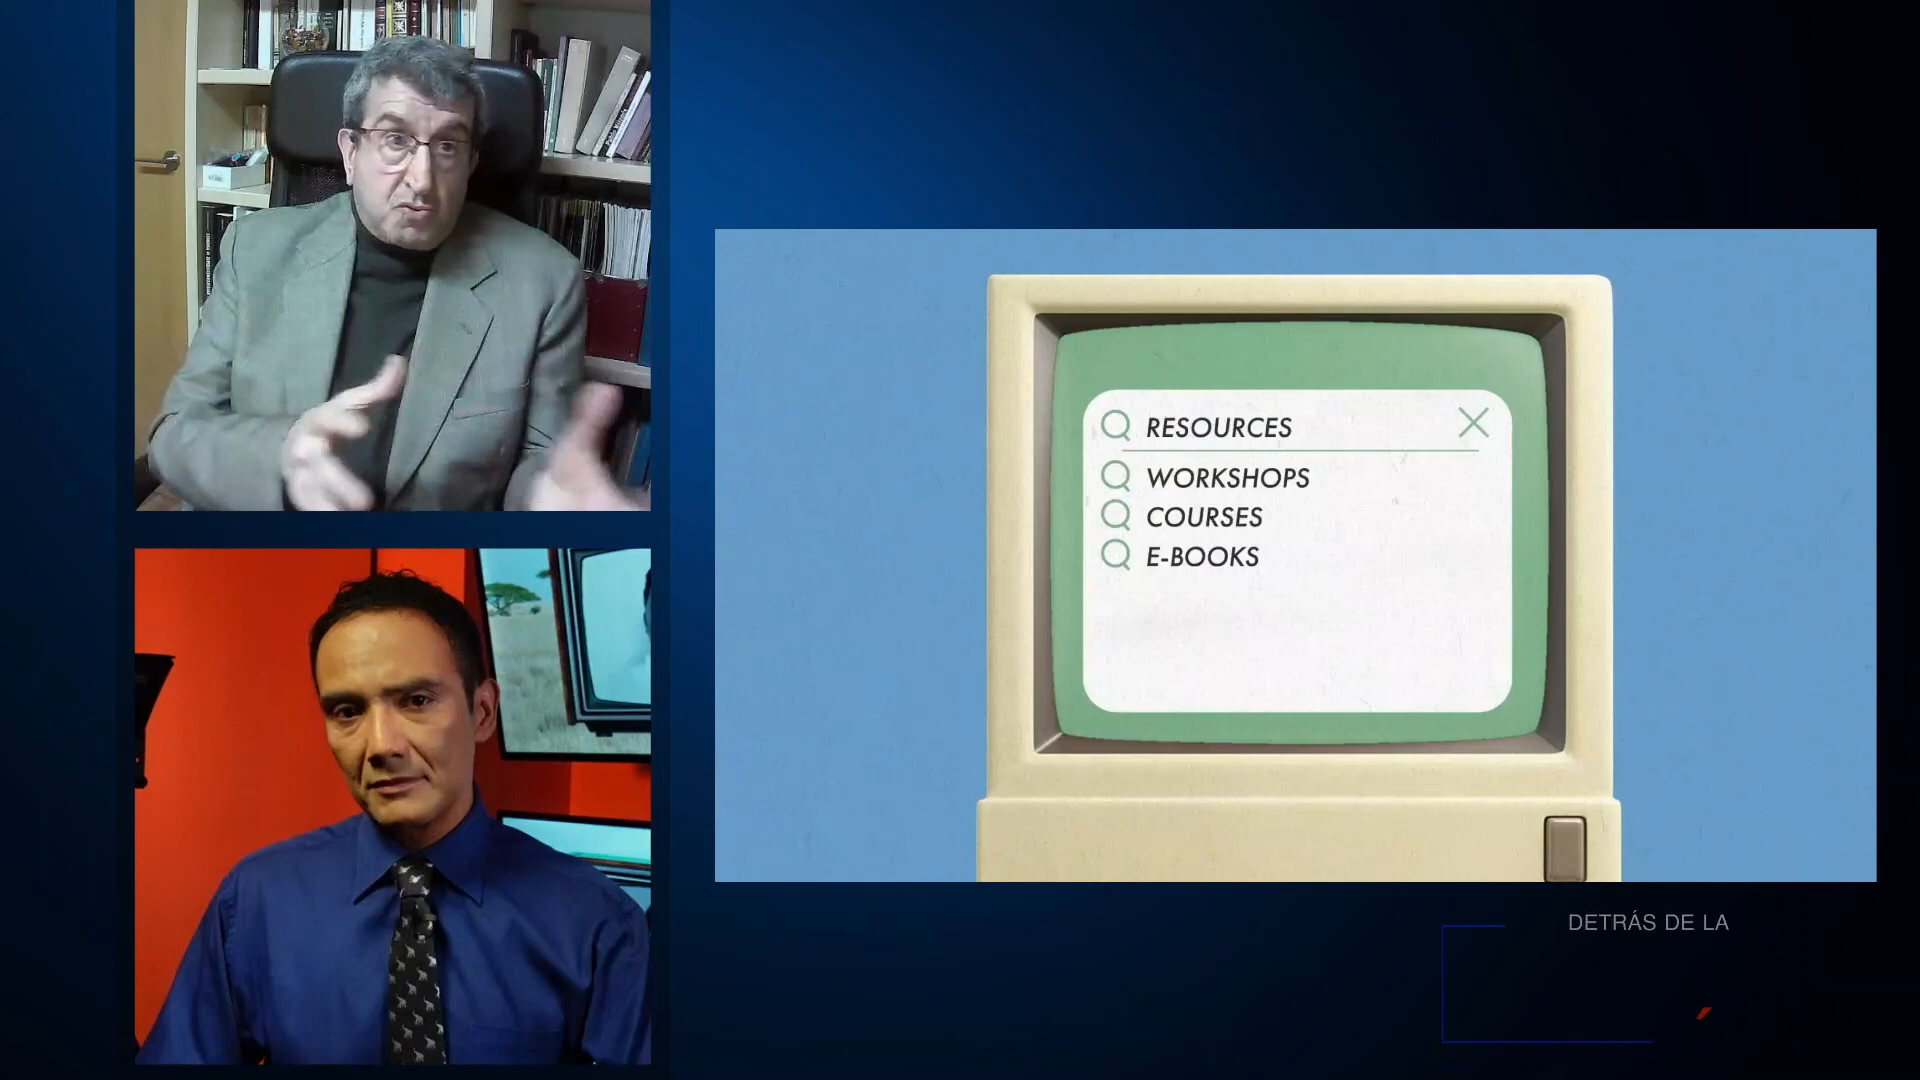 RESOURCES
WORKSHOPS
COURSES
E-BOOKS
DETRÁS DE LA